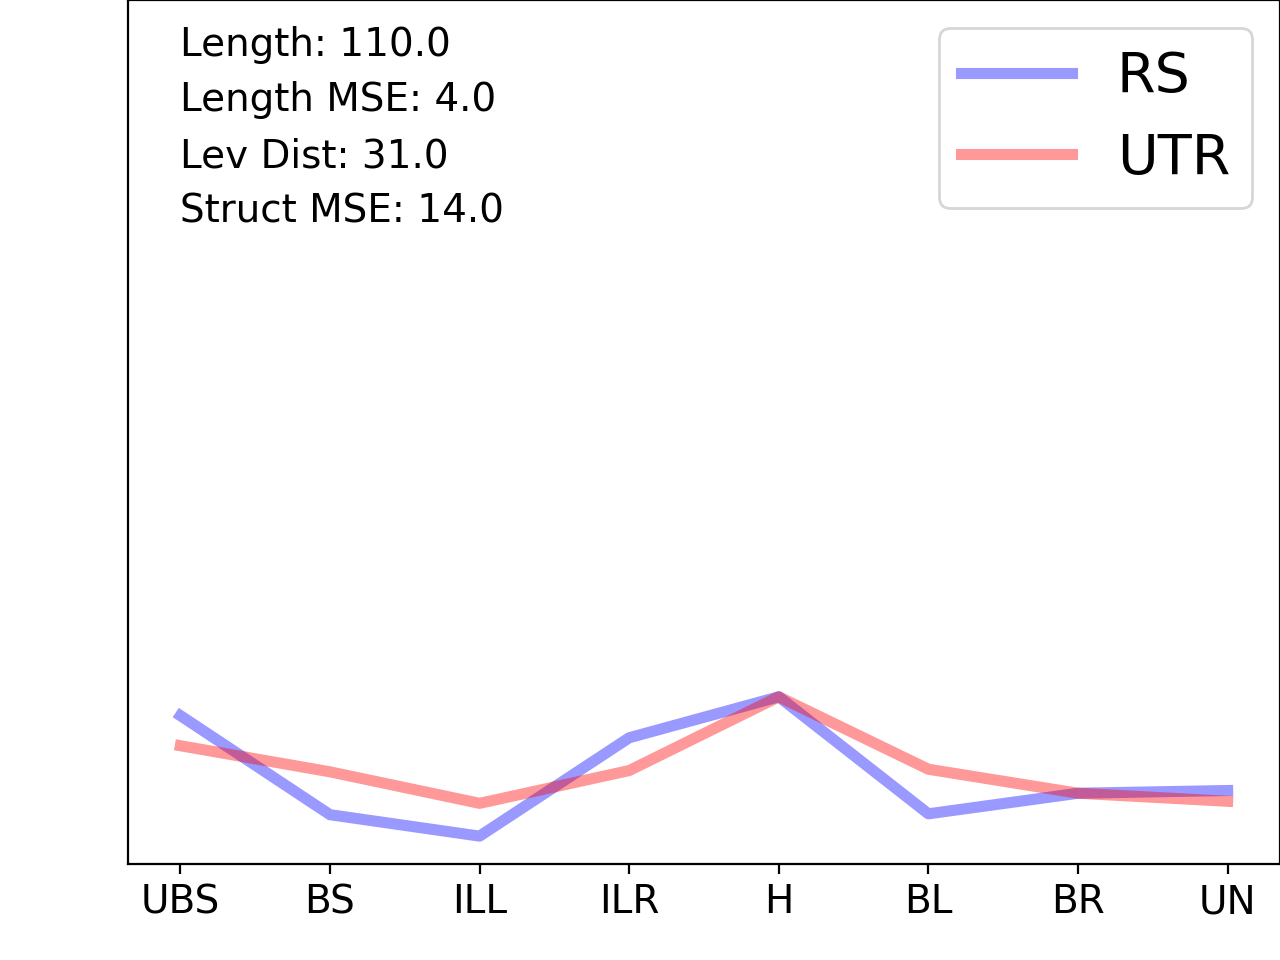 Length: 110.0
Length MSE: 4.0
Lev Dist: 31.0
Struct MSE: 14.0
RS
UTR
UBS BS ILL ILR H BL BR UN